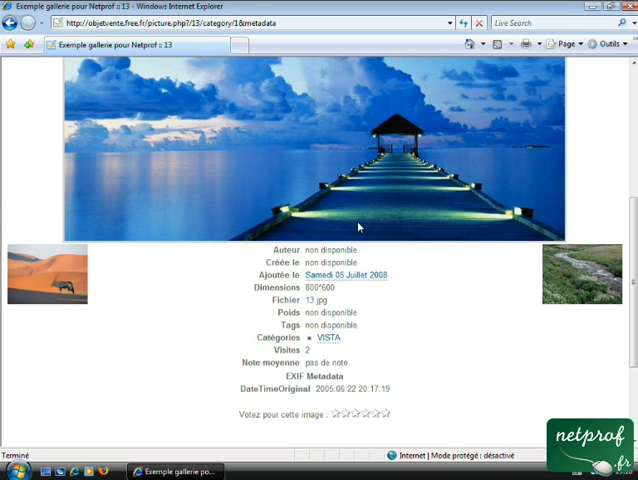 Exemple gallerie pour Netprof :: 13 - Windows Internet Explorer
http://objetvente.free.fr/picture.php?/13/category/1&metadata
Live Search
Exemple gallerie pour Netprof :: 13
Page
Outils
Auteur non disponible
Créée le non disponible
Ajoutée le Samedi 05 Juillet 2008
Dimensions 800*600
Fichier 13.jpg
Poids non disponible
Tags non disponible
Catégories VISTA
Visites 2
Note moyenne pas de note
EXIF Metadata
DateTimeOriginal 2005:06:22 20:17:19
Votez pour cette image :
Terminé
Internet | Mode protégé : désactivé
Exemple gallerie po...
netprof
.fr